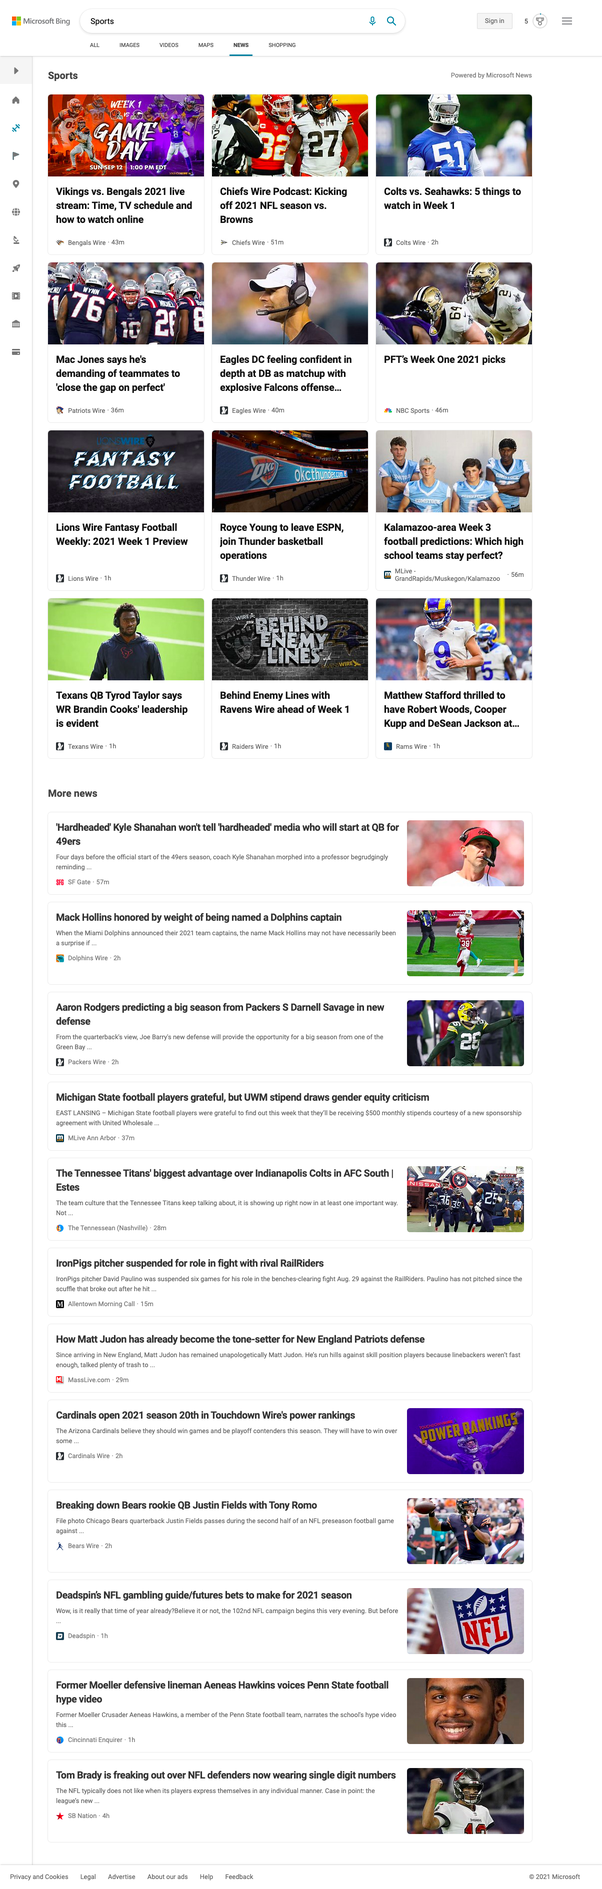 Microsoft Bing
Sports
Sign in
5
ALL IMAGES VIDEOS MAPS NEWS SHOPPING
Sports
Powered by Microsoft News
WEEK 1
GAME
DAY
SUN SEP 12 1:00 PM EDT
32
27
51
Vikings vs. Bengals 2021 live
stream: Time, TV schedule and
how to watch online
Bengals Wire · 43m
Chiefs Wire Podcast: Kicking
off 2021 NFL season vs.
Browns
Chiefs Wire · 51m
Colts vs. Seahawks: 5 things to
watch in Week 1
Colts Wire · 2h
76
10
Mac Jones says he's
demanding of teammates to
'close the gap on perfect'
Patriots Wire · 36m
Eagles DC feeling confident in
depth at DB as matchup with
explosive Falcons offense...
Eagles Wire · 40m
PFT's Week One 2021 picks
NBC Sports · 46m
FANTASY
FOOTBALL
OKC
okcthunder
Lions Wire Fantasy Football
Weekly: 2021 Week 1 Preview
Lions Wire · 1h
Royce Young to leave ESPN,
join Thunder basketball
operations
Thunder Wire · 1h
Kalamazoo-area Week 3
football predictions: Which high
school teams stay perfect?
MLive -
GrandRapids/Muskegon/Kalamazoo · 56m
BEHIND
ENEMY
LINES
WIRE
9
5
Texans QB Tyrod Taylor says
WR Brandin Cooks' leadership
is evident
Texans Wire · 1h
Behind Enemy Lines with
Ravens Wire ahead of Week 1
Raiders Wire · 1h
Matthew Stafford thrilled to
have Robert Woods, Cooper
Kupp and DeSean Jackson at...
Rams Wire · 1h
More news
'Hardheaded' Kyle Shanahan won't tell 'hardheaded' media who will start at QB for
49ers
Four days before the official start of the 49ers season, coach Kyle Shanahan morphed into a professor begrudgingly
reminding ...
SF Gate · 57m
Mack Hollins honored by weight of being named a Dolphins captain
When the Miami Dolphins announced their 2021 team captains, the name Mack Hollins may not have necessarily been
a surprise if ...
Dolphins Wire · 2h
Aaron Rodgers predicting a big season from Packers S Darnell Savage in new
defense
From the quarterback's view, Joe Barry's new defense will provide the opportunity for a big season from one of the
Green Bay ...
Packers Wire · 2h
26
Michigan State football players grateful, but UWM stipend draws gender equity criticism
EAST LANSING – Michigan State football players were grateful to find out this week that they'll be receiving $500 monthly stipends courtesy of a new sponsorship
agreement with United Wholesale ...
MLive Ann Arbor · 37m
The Tennessee Titans' biggest advantage over Indianapolis Colts in AFC South |
Estes
The team culture that the Tennessee Titans keep talking about, it is showing up right now in at least one important way.
Not ...
The Tennessean (Nashville) · 28m
NISSAN
IronPigs pitcher suspended for role in fight with rival RailRiders
IronPigs pitcher David Paulino was suspended six games for his role in the benches-clearing fight Aug. 29 against the RailRiders. Paulino has not pitched since the
scuffle that broke out after he hit ...
Allentown Morning Call · 15m
How Matt Judon has already become the tone-setter for New England Patriots defense
Since arriving in New England, Matt Judon has remained unapologetically Matt Judon. He's run hills against skill position players because linebackers weren't fast
enough, talked plenty of trash to ...
MassLive.com · 29m
Cardinals open 2021 season 20th in Touchdown Wire's power rankings
The Arizona Cardinals believe they should win games and be playoff contenders this season. They will have to win over
some ...
Cardinals Wire · 2h
POWER RANKINGS
8
Breaking down Bears rookie QB Justin Fields with Tony Romo
File photo Chicago Bears quarterback Justin Fields passes during the second half of an NFL preseason football game
against ...
Bears Wire · 2h
1
Deadspin's NFL gambling guide/futures bets to make for 2021 season
Wow, is it really that time of year already?Believe it or not, the 102nd NFL campaign begins this very evening. But before
...
Deadspin · 1h
NFL
Former Moeller defensive lineman Aeneas Hawkins voices Penn State football
hype video
Former Moeller Crusader Aeneas Hawkins, a member of the Penn State football team, narrates the school's hype video
this ...
Cincinnati Enquirer · 1h
Tom Brady is freaking out over NFL defenders now wearing single digit numbers
The NFL typically does not like when its players express themselves in any individual manner. Case in point: the
league's new ...
SB Nation · 4h
Privacy and Cookies Legal Advertise About our ads Help Feedback
© 2021 Microsoft